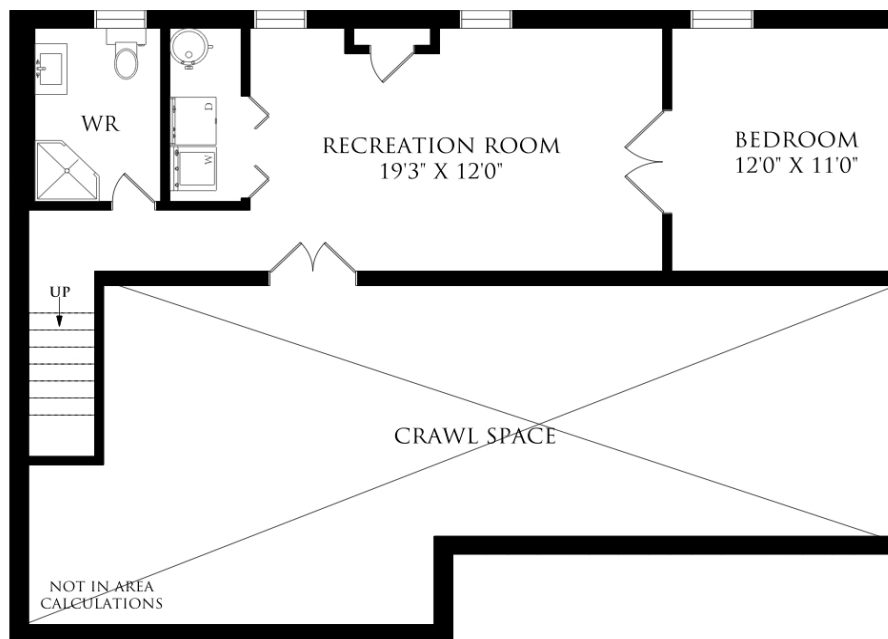 WR
D
W
RECREATION ROOM
19'3" X 12'0"
BEDROOM
12'0" X 11'0"
UP
CRAWL SPACE
NOT IN AREA
CALCULATIONS